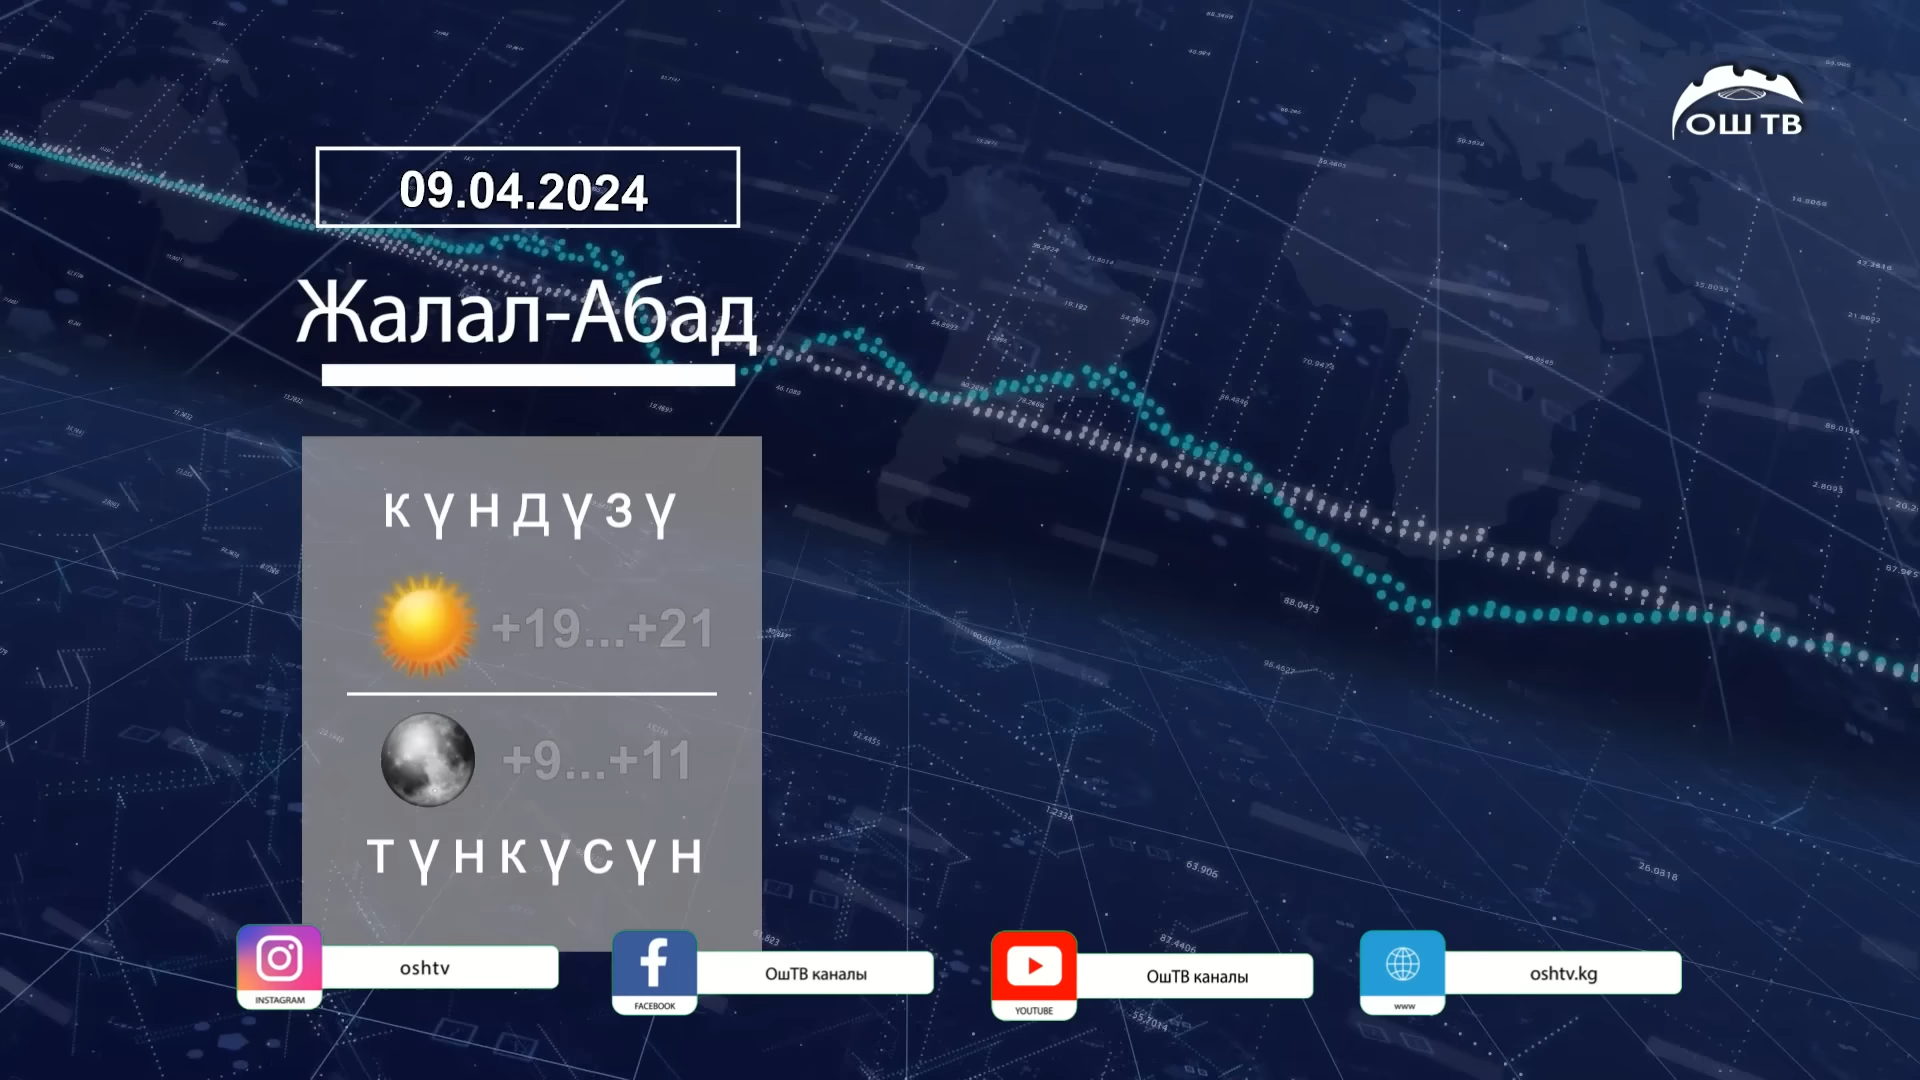 ОШ ТВ
09.04.2024
Жалал-Абад
КҮНДҮЗҮ
+19...+21
+9...+11
ТҮНКҮСҮН
INSTAGRAM
oshtv
FACEBOOK
ОшТВ каналы
YOUTUBE
ОшТВ каналы
www
oshtv.kg